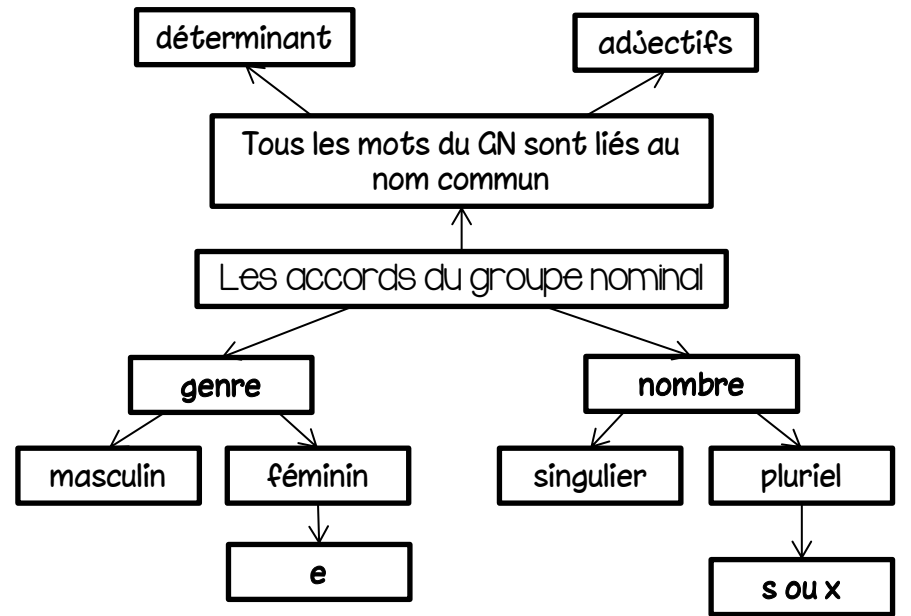 déterminant
adjectifs
Tous les mots du GN sont liés au
nom commun
Les accords du groupe nominal
genre
nombre
masculin
féminin
singulier
pluriel
e
s ou x